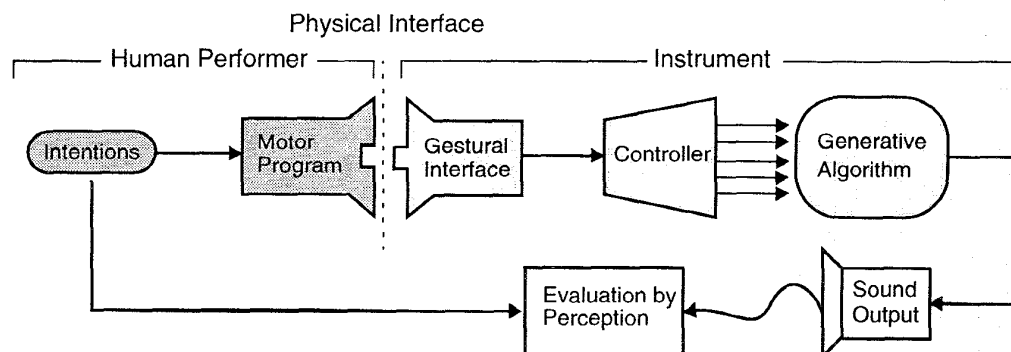 Physical Interface
Human Performer
Instrument
Intentions
Motor
Program
Gestural
Interface
Controller
Generative
Algorithm
Evaluation by
Perception
Sound
Output